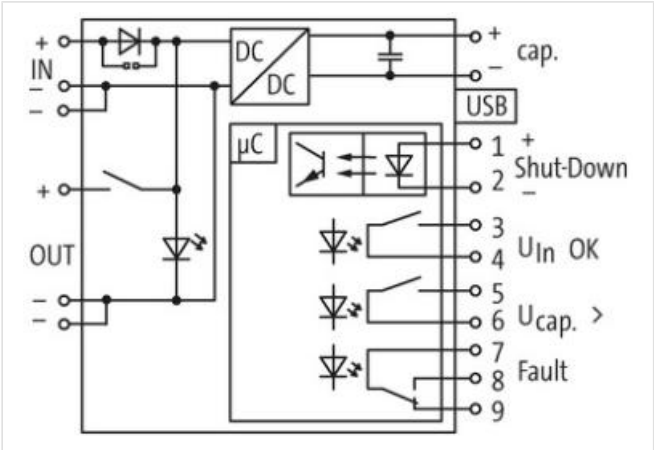 +
IN
−
−
DC
DC
+
cap.
−
USB
µC
1 +
Shut-Down
2 −
+
3
U_In OK
4
OUT
5
U_cap. >
6
−
−
7
8 Fault
9